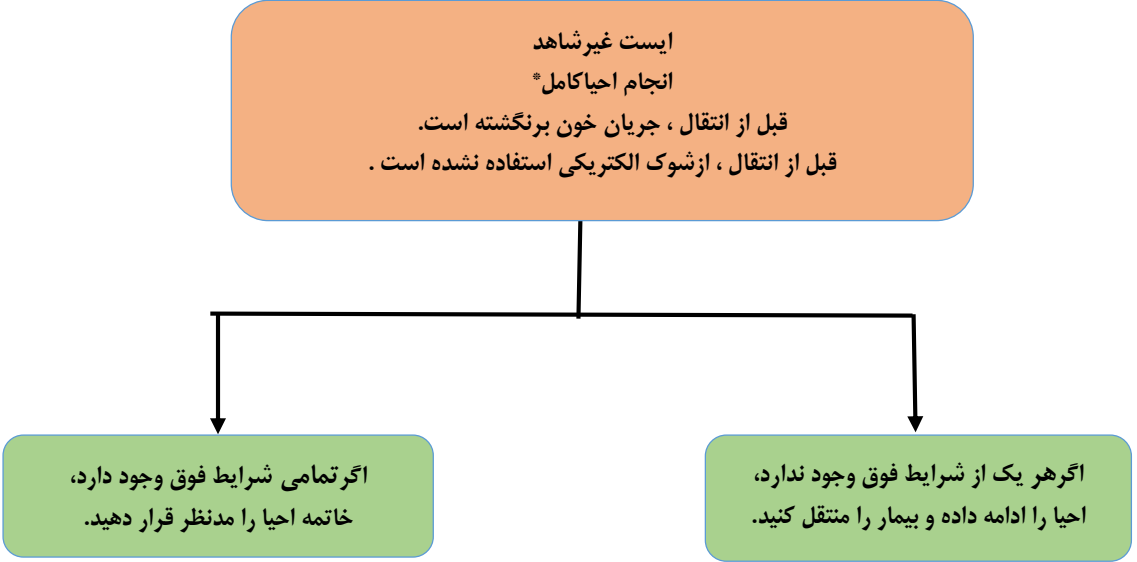 ایست غیرشاهد
انجام احیاکامل*
قبل از انتقال ، جریان خون برنگشته است.
قبل از انتقال ، ازشوک الکتریکی استفاده نشده است .
اگرهر یک از شرایط فوق وجود ندارد،
احیا را ادامه داده و بیمار را منتقل کنید.
اگرتمامی شرایط فوق وجود دارد،
خاتمه احیا را مدنظر قرار دهید.